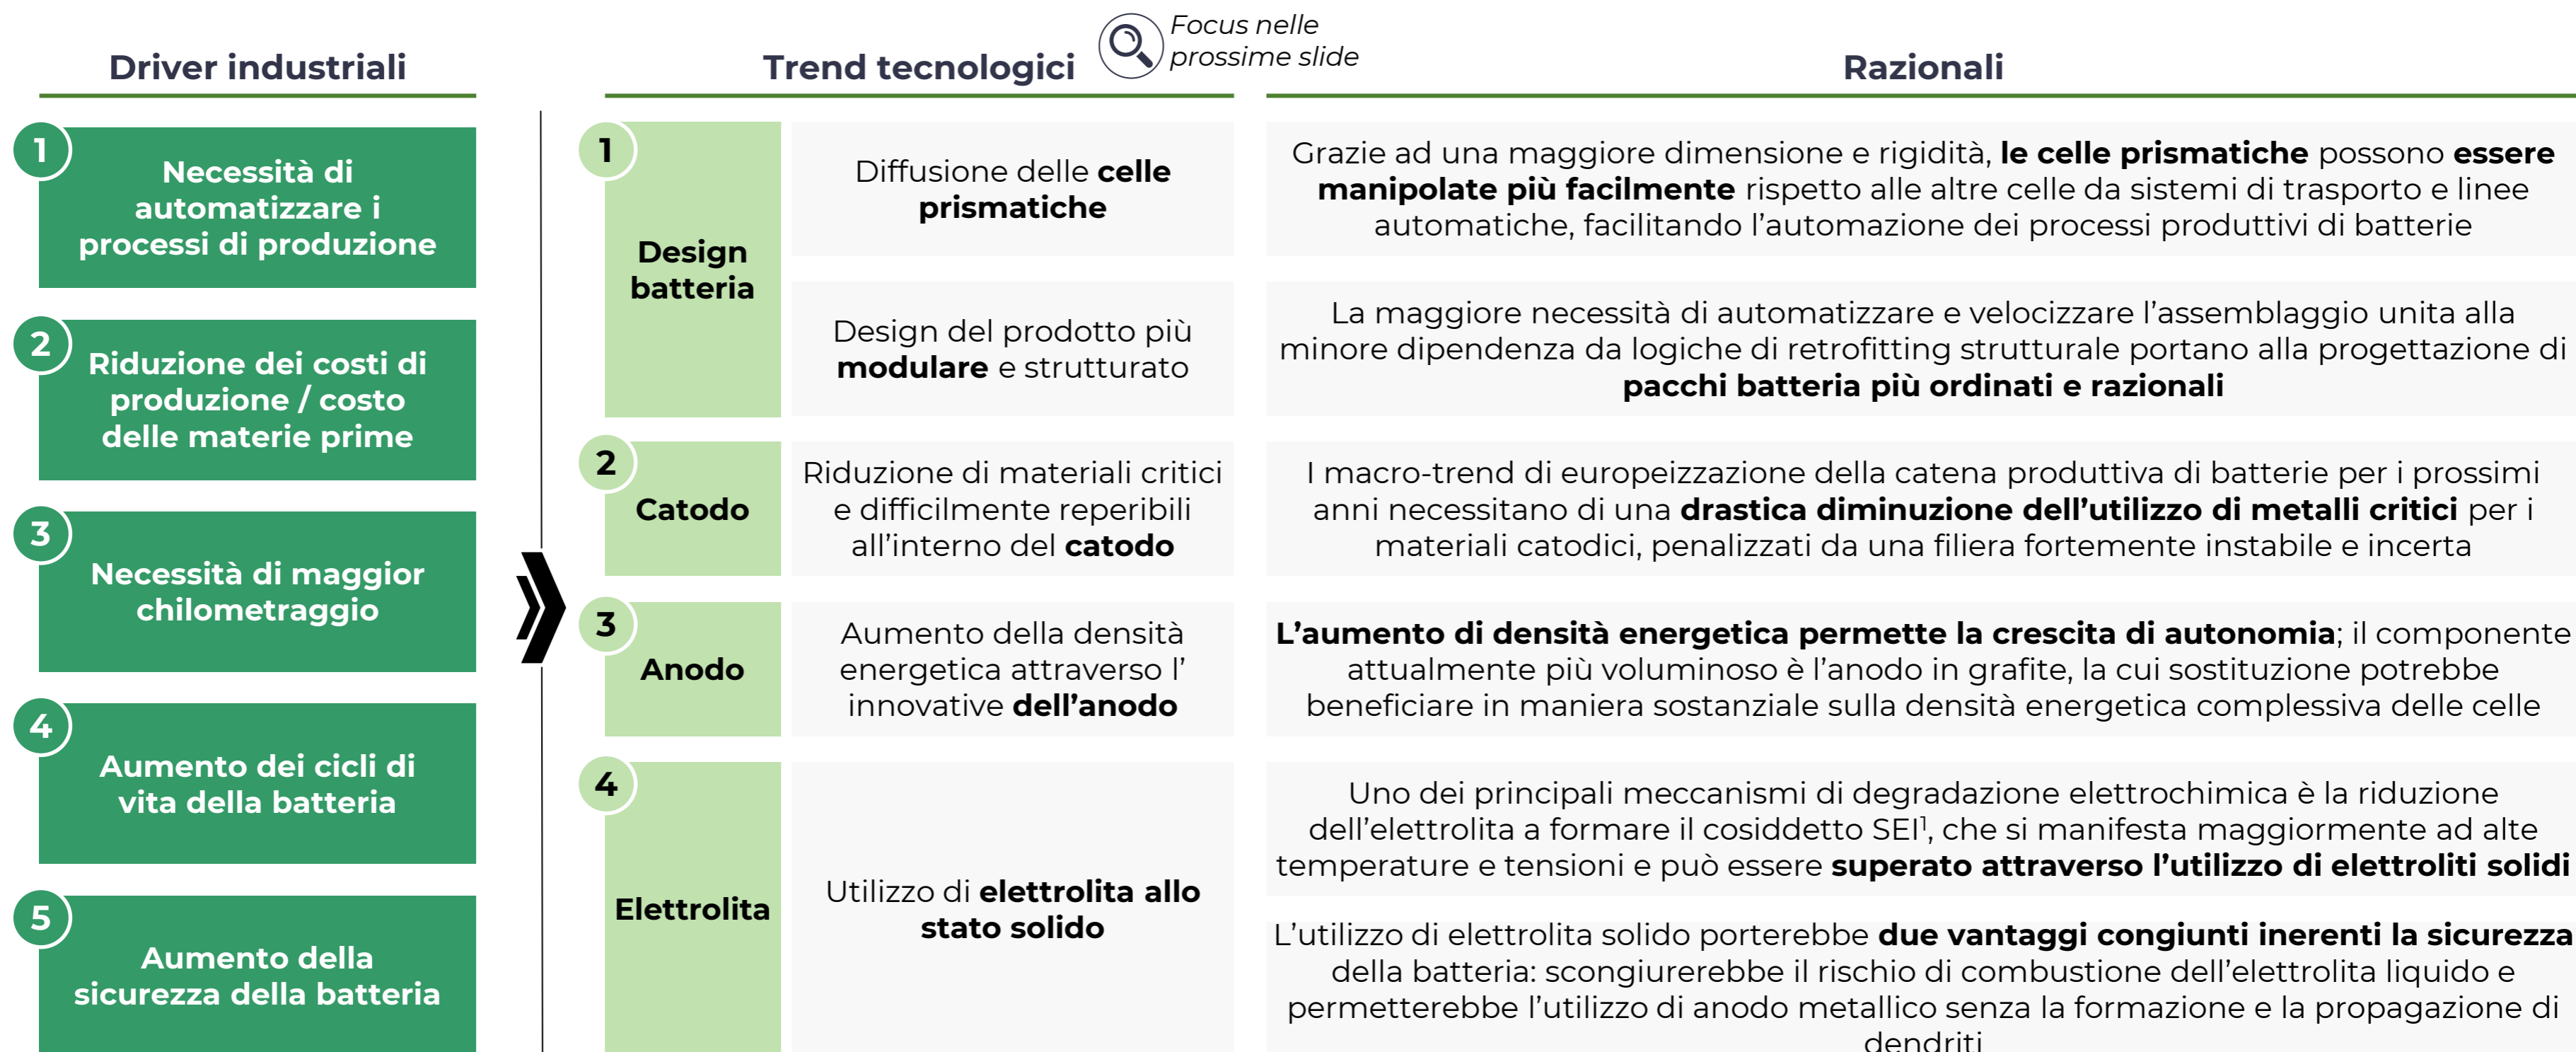 Focus nelle
prossime slide
Driver industriali
Trend tecnologici
Razionali
1
Necessità di
automatizzare i
processi di produzione
2
Riduzione dei costi di
produzione / costo
delle materie prime
3
Necessità di maggior
chilometraggio
4
Aumento dei cicli di
vita della batteria
5
Aumento della
sicurezza della batteria
1
Design
batteria
Diffusione delle celle
prismatiche
Grazie ad una maggiore dimensione e rigidità, le celle prismatiche possono essere
manipolate più facilmente rispetto alle altre celle da sistemi di trasporto e linee
automatiche, facilitando l’automazione dei processi produttivi di batterie
Design del prodotto più
modulare e strutturato
La maggiore necessità di automatizzare e velocizzare l’assemblaggio unita alla
minore dipendenza da logiche di retrofitting strutturale portano alla progettazione di
pacchi batteria più ordinati e razionali
2
Catodo
Riduzione di materiali critici
e difficilmente reperibili
all’interno del catodo
I macro-trend di europeizzazione della catena produttiva di batterie per i prossimi
anni necessitano di una drastica diminuzione dell’utilizzo di metalli critici per i
materiali catodici, penalizzati da una filiera fortemente instabile e incerta
3
Anodo
Aumento della densità
energetica attraverso l’
innovative dell’anodo
L’aumento di densità energetica permette la crescita di autonomia; il componente
attualmente più voluminoso è l’anodo in grafite, la cui sostituzione potrebbe
beneficiare in maniera sostanziale sulla densità energetica complessiva delle celle
4
Elettrolita
Utilizzo di elettrolita allo
stato solido
Uno dei principali meccanismi di degradazione elettrochimica è la riduzione
dell’elettrolita a formare il cosiddetto SEI¹, che si manifesta maggiormente ad alte
temperature e tensioni e può essere superato attraverso l’utilizzo di elettroliti solidi
L’utilizzo di elettrolita solido porterebbe due vantaggi congiunti inerenti la sicurezza
della batteria: scongiurerebbe il rischio di combustione dell’elettrolita liquido e
permetterebbe l’utilizzo di anodo metallico senza la formazione e la propagazione di
dendriti